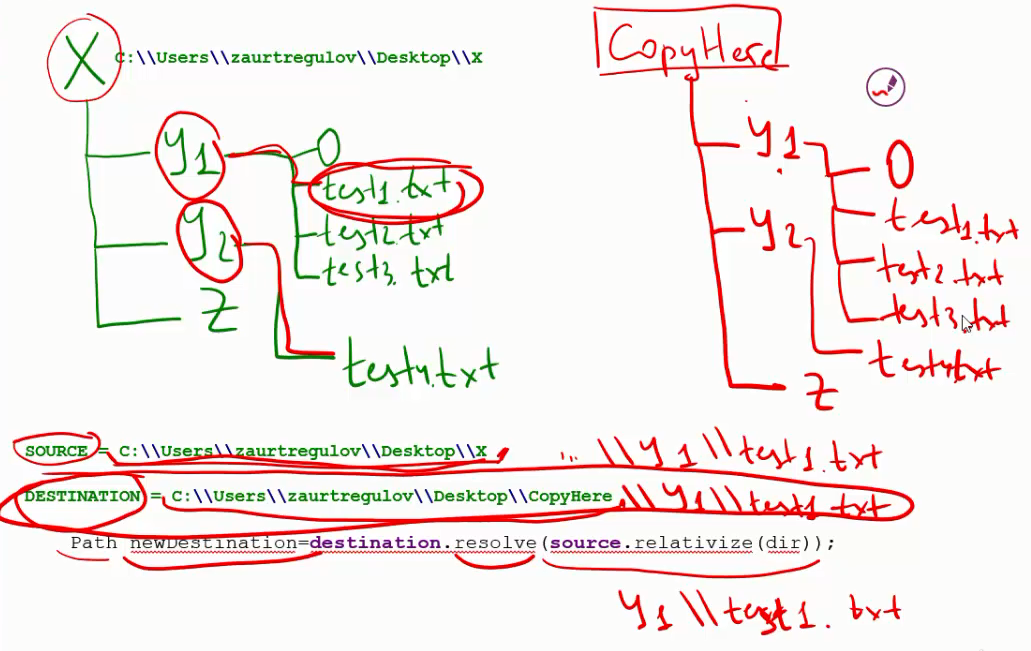 X C:\\Users\\zaurtregulov\\Desktop\\X
CopyHere
y1
O
test1.txt
test2.txt
test3.txt
y2
Z
test4.txt
y1
O
test1.txt
test2.txt
test3.txt
y2
test4.txt
Z
SOURCE = C:\\Users\\zaurtregulov\\Desktop\\X ... \\y1\\test1.txt
DESTINATION = C:\\Users\\zaurtregulov\\Desktop\\CopyHere\\y1\\test1.txt
Path newDestination=destination.resolve(source.relativize(dir));
y1\\test1.txt